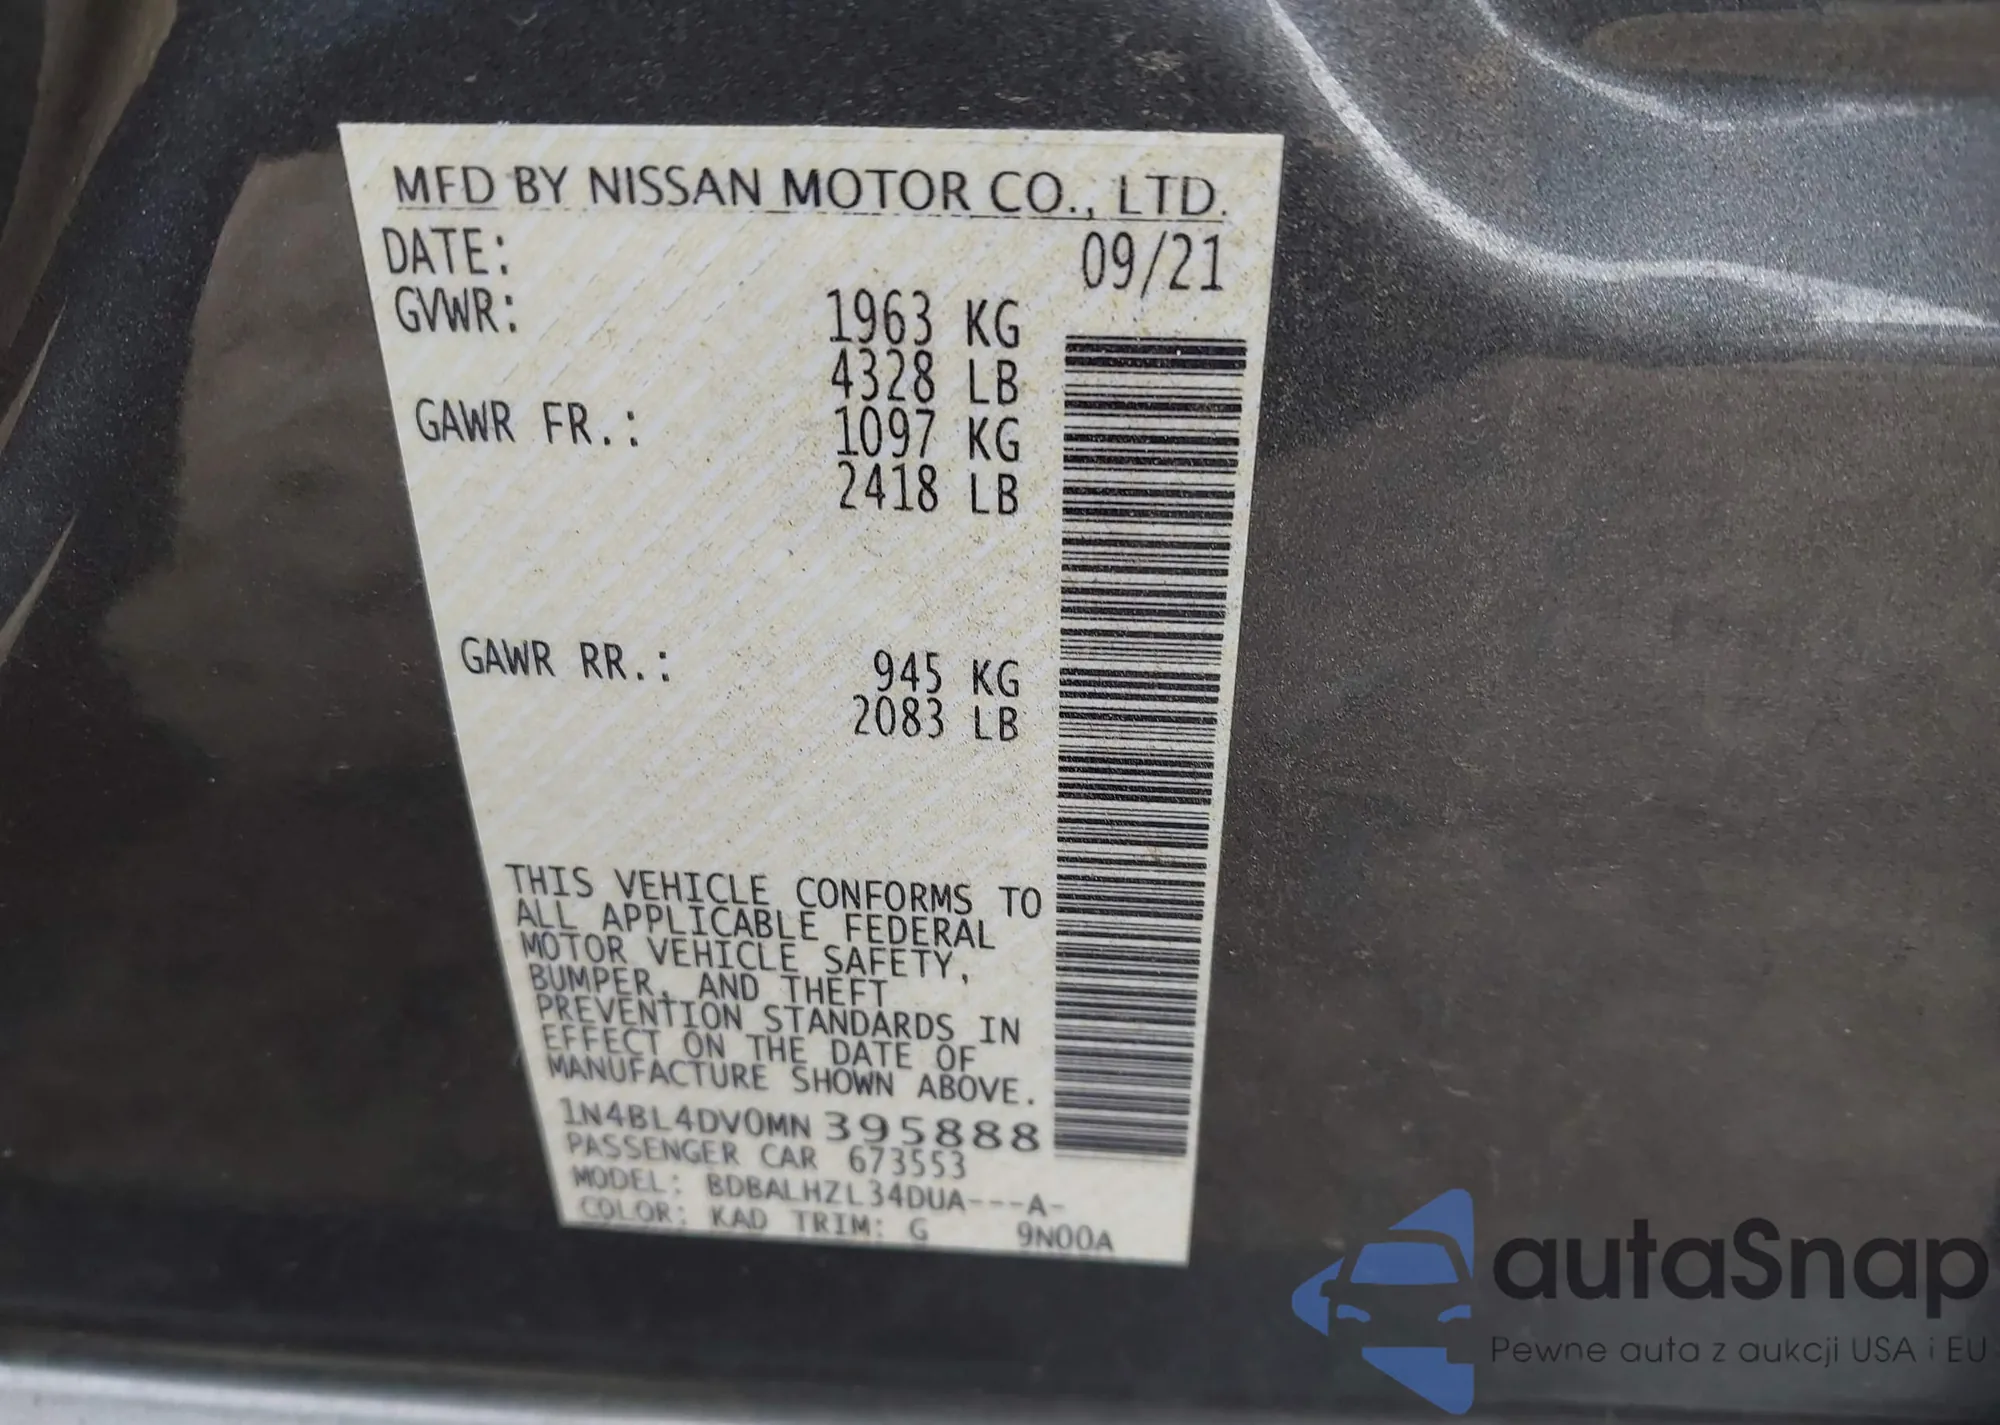 MFD BY NISSAN MOTOR CO., LTD.
DATE: 09/21
GVWR: 1963 KG
4328 LB
GAWR FR.: 1097 KG
2418 LB
GAWR RR.: 945 KG
2083 LB
THIS VEHICLE CONFORMS TO
ALL APPLICABLE FEDERAL
MOTOR VEHICLE SAFETY,
BUMPER, AND THEFT
PREVENTION STANDARDS IN
EFFECT ON THE DATE OF
MANUFACTURE SHOWN ABOVE.
1N4BL4DV0MN395888
PASSENGER CAR 673553
MODEL: BDBALHZL34DUA---A-
COLOR: KAD TRIM: G 9N00A
autaSnap
Pewne auta z aukcji USA i EU